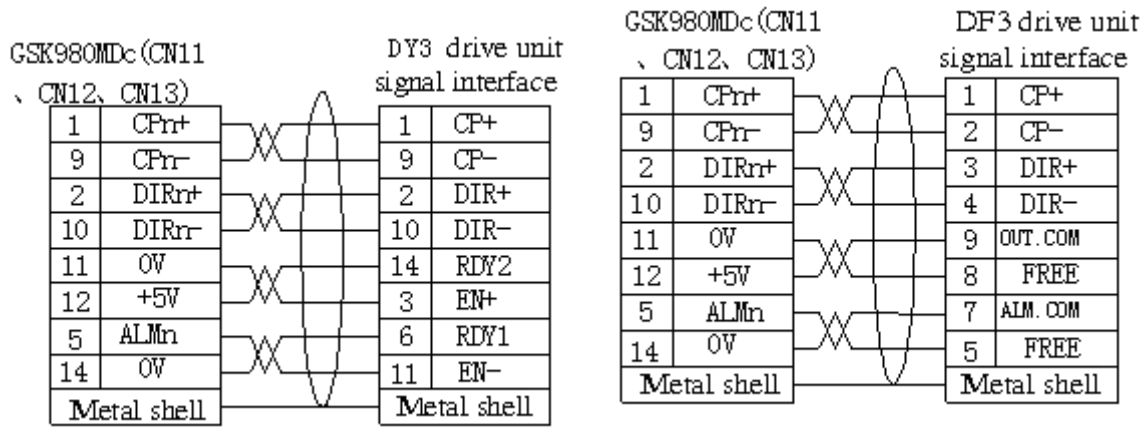 GSK980MDc(CN11
、CN12、CN13)
DY3 drive unit
signal interface
1 CPn+ 1 CP+
9 CPn- 9 CP-
2 DIRn+ 2 DIR+
10 DIRn- 10 DIR-
11 0V 14 RDY2
12 +5V 3 EN+
5 ALMn 6 RDY1
14 0V 11 EN-
Metal shell Metal shell
GSK980MDc(CN11
、CN12、CN13)
DF3 drive unit
signal interface
1 CPn+ 1 CP+
9 CPn- 2 CP-
2 DIRn+ 3 DIR+
10 DIRn- 4 DIR-
11 0V 9 OUT.COM
12 +5V 8 FREE
5 ALMn 7 ALM.COM
14 0V 5 FREE
Metal shell Metal shell